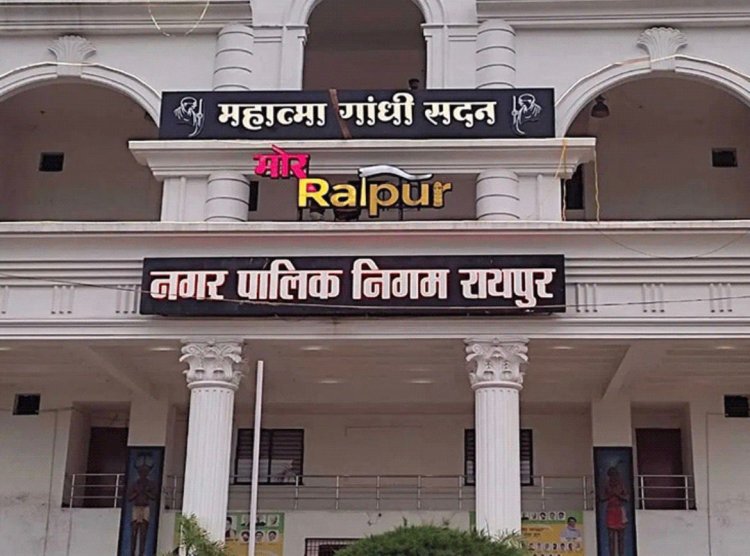 महात्मा गांधी सदन
मोर
Raipur
नगर पालिक निगम रायपुर